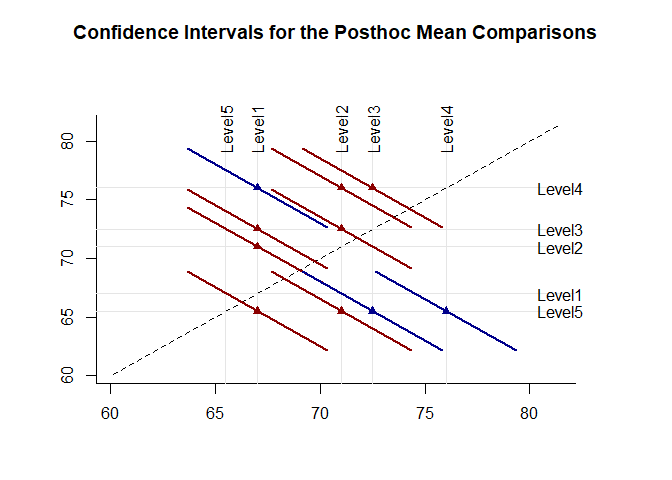 Confidence Intervals for the Posthoc Mean Comparisons
Level5
Level1
Level2
Level3
Level4
80
75
70
65
60
Level4
Level3
Level2
Level1
Level5
60
65
70
75
80